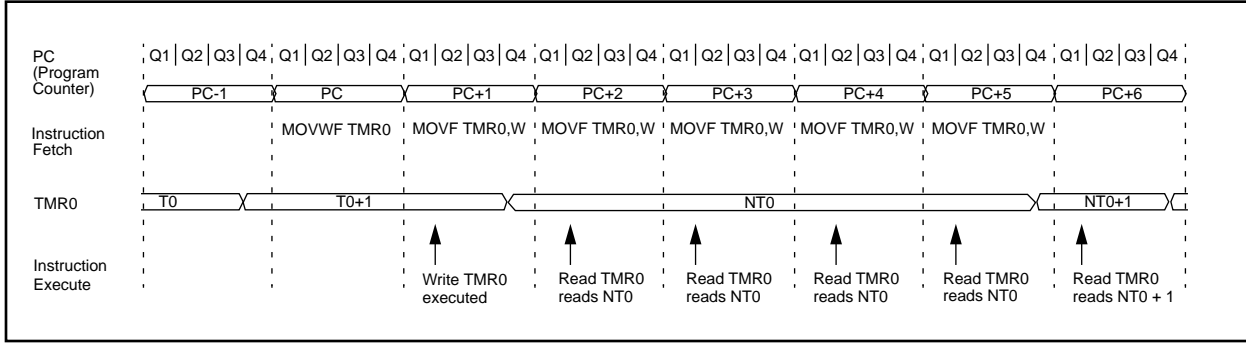 PC
(Program
Counter)
Q1 Q2 Q3 Q4 Q1 Q2 Q3 Q4 Q1 Q2 Q3 Q4 Q1 Q2 Q3 Q4 Q1 Q2 Q3 Q4 Q1 Q2 Q3 Q4 Q1 Q2 Q3 Q4 Q1 Q2 Q3 Q4
PC-1 PC PC+1 PC+2 PC+3 PC+4 PC+5 PC+6
Instruction
Fetch
MOVWF TMR0 MOVF TMR0,W MOVF TMR0,W MOVF TMR0,W MOVF TMR0,W MOVF TMR0,W
TMR0
T0 T0+1 NT0 NT0+1
Instruction
Execute
Write TMR0
executed
Read TMR0
reads NT0
Read TMR0
reads NT0
Read TMR0
reads NT0
Read TMR0
reads NT0
Read TMR0
reads NT0 + 1